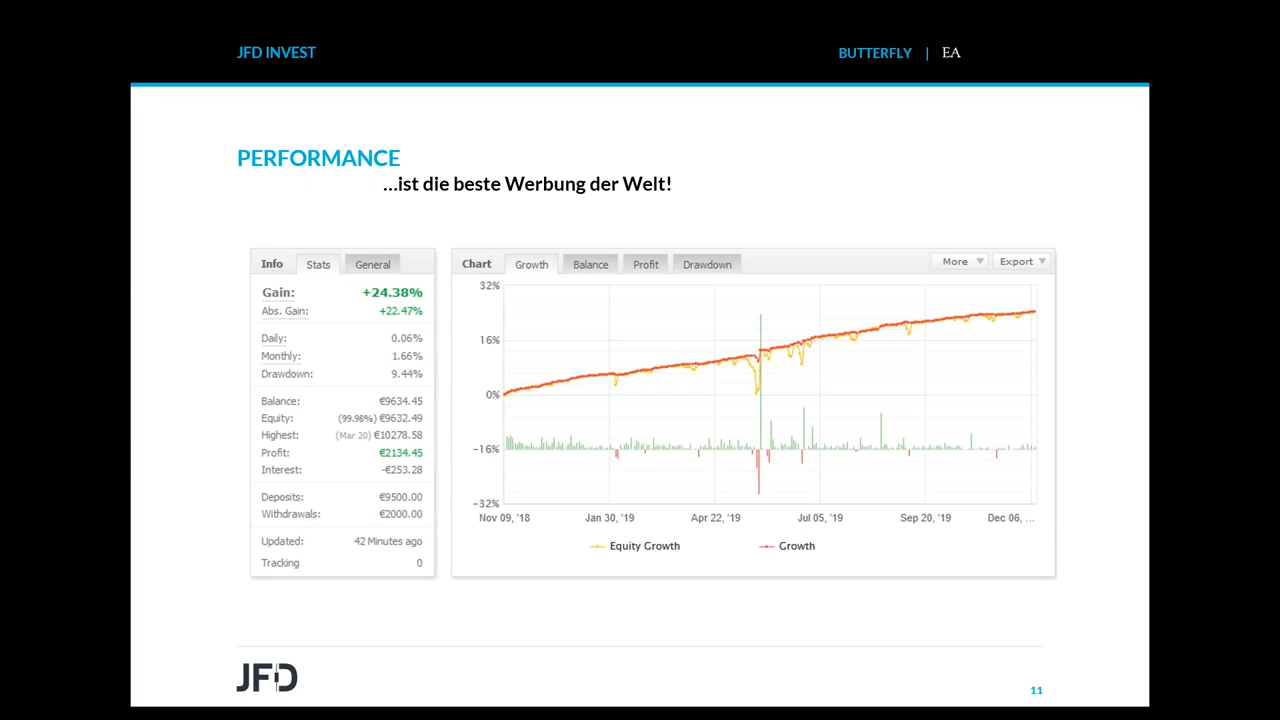 JFD INVEST
BUTTERFLY | EA
PERFORMANCE
...ist die beste Werbung der Welt!
Info Stats General
Gain: +24.38%
Abs. Gain: +22.47%
Daily: 0.06%
Monthly: 1.66%
Drawdown: 9.44%
Balance: €9634.45
Equity: (99.98%) €9632.49
Highest: (Mar 20) €10278.58
Profit: €2134.45
Interest: -€253.28
Deposits: €9500.00
Withdrawals: €2000.00
Updated: 42 Minutes ago
Tracking 0
Chart Growth Balance Profit Drawdown More Export
32%
16%
0%
-16%
-32%
Nov 09, '18 Jan 30, '19 Apr 22, '19 Jul 05, '19 Sep 20, '19 Dec 06, ...
Equity Growth Growth
JFD
11